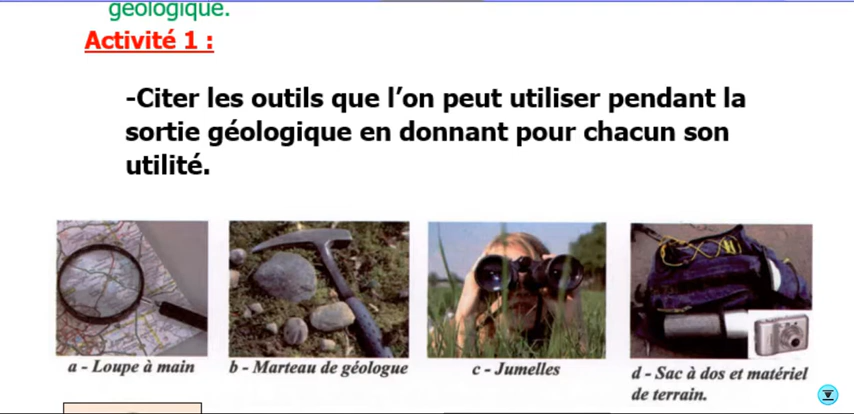 géologique.
Activité 1 :
-Citer les outils que l’on peut utiliser pendant la
sortie géologique en donnant pour chacun son
utilité.
a - Loupe à main
b - Marteau de géologue
c - Jumelles
d - Sac à dos et matériel
de terrain.